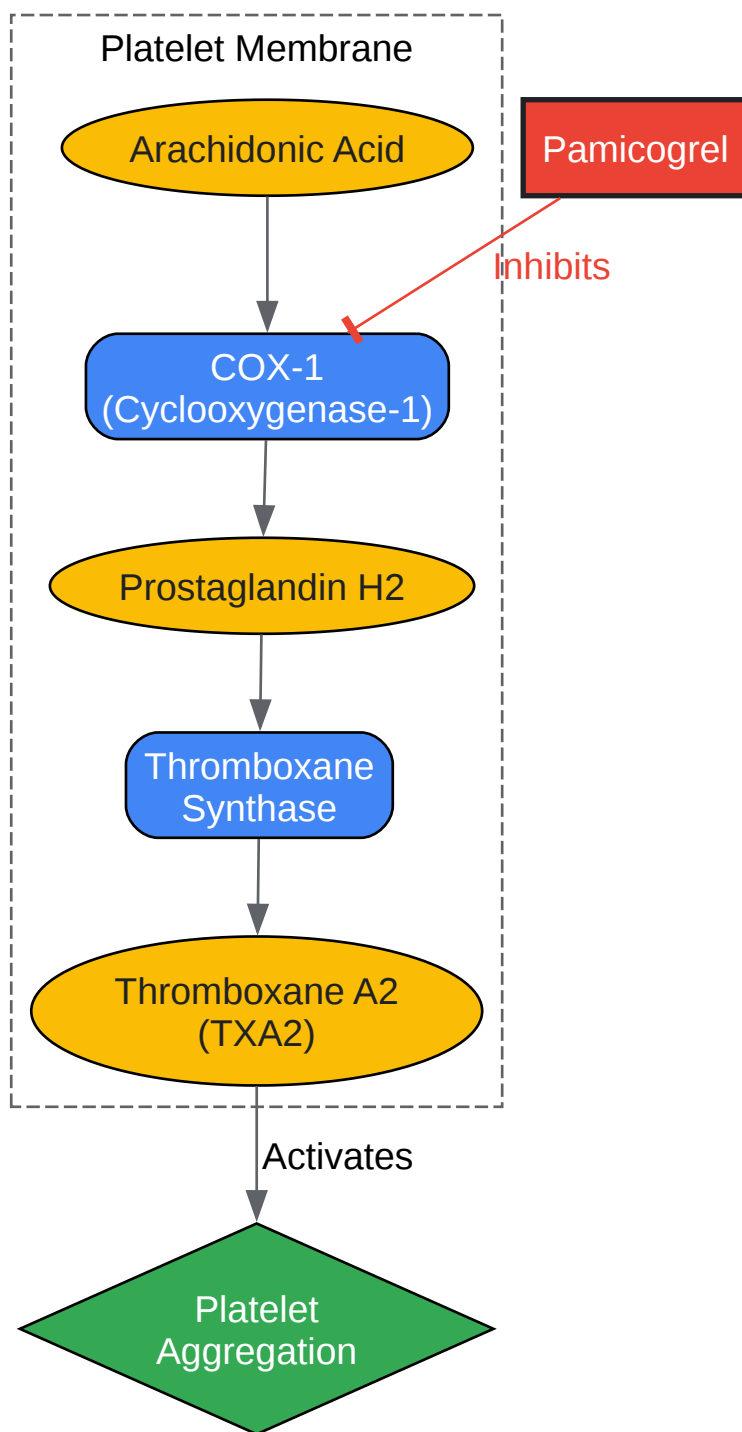 Platelet Membrane
Arachidonic Acid
Pamicogrel
Inhibits
COX-1
(Cyclooxygenase-1)
Prostaglandin H2
Thromboxane
Synthase
Thromboxane A2
(TXA2)
Activates
Platelet
Aggregation